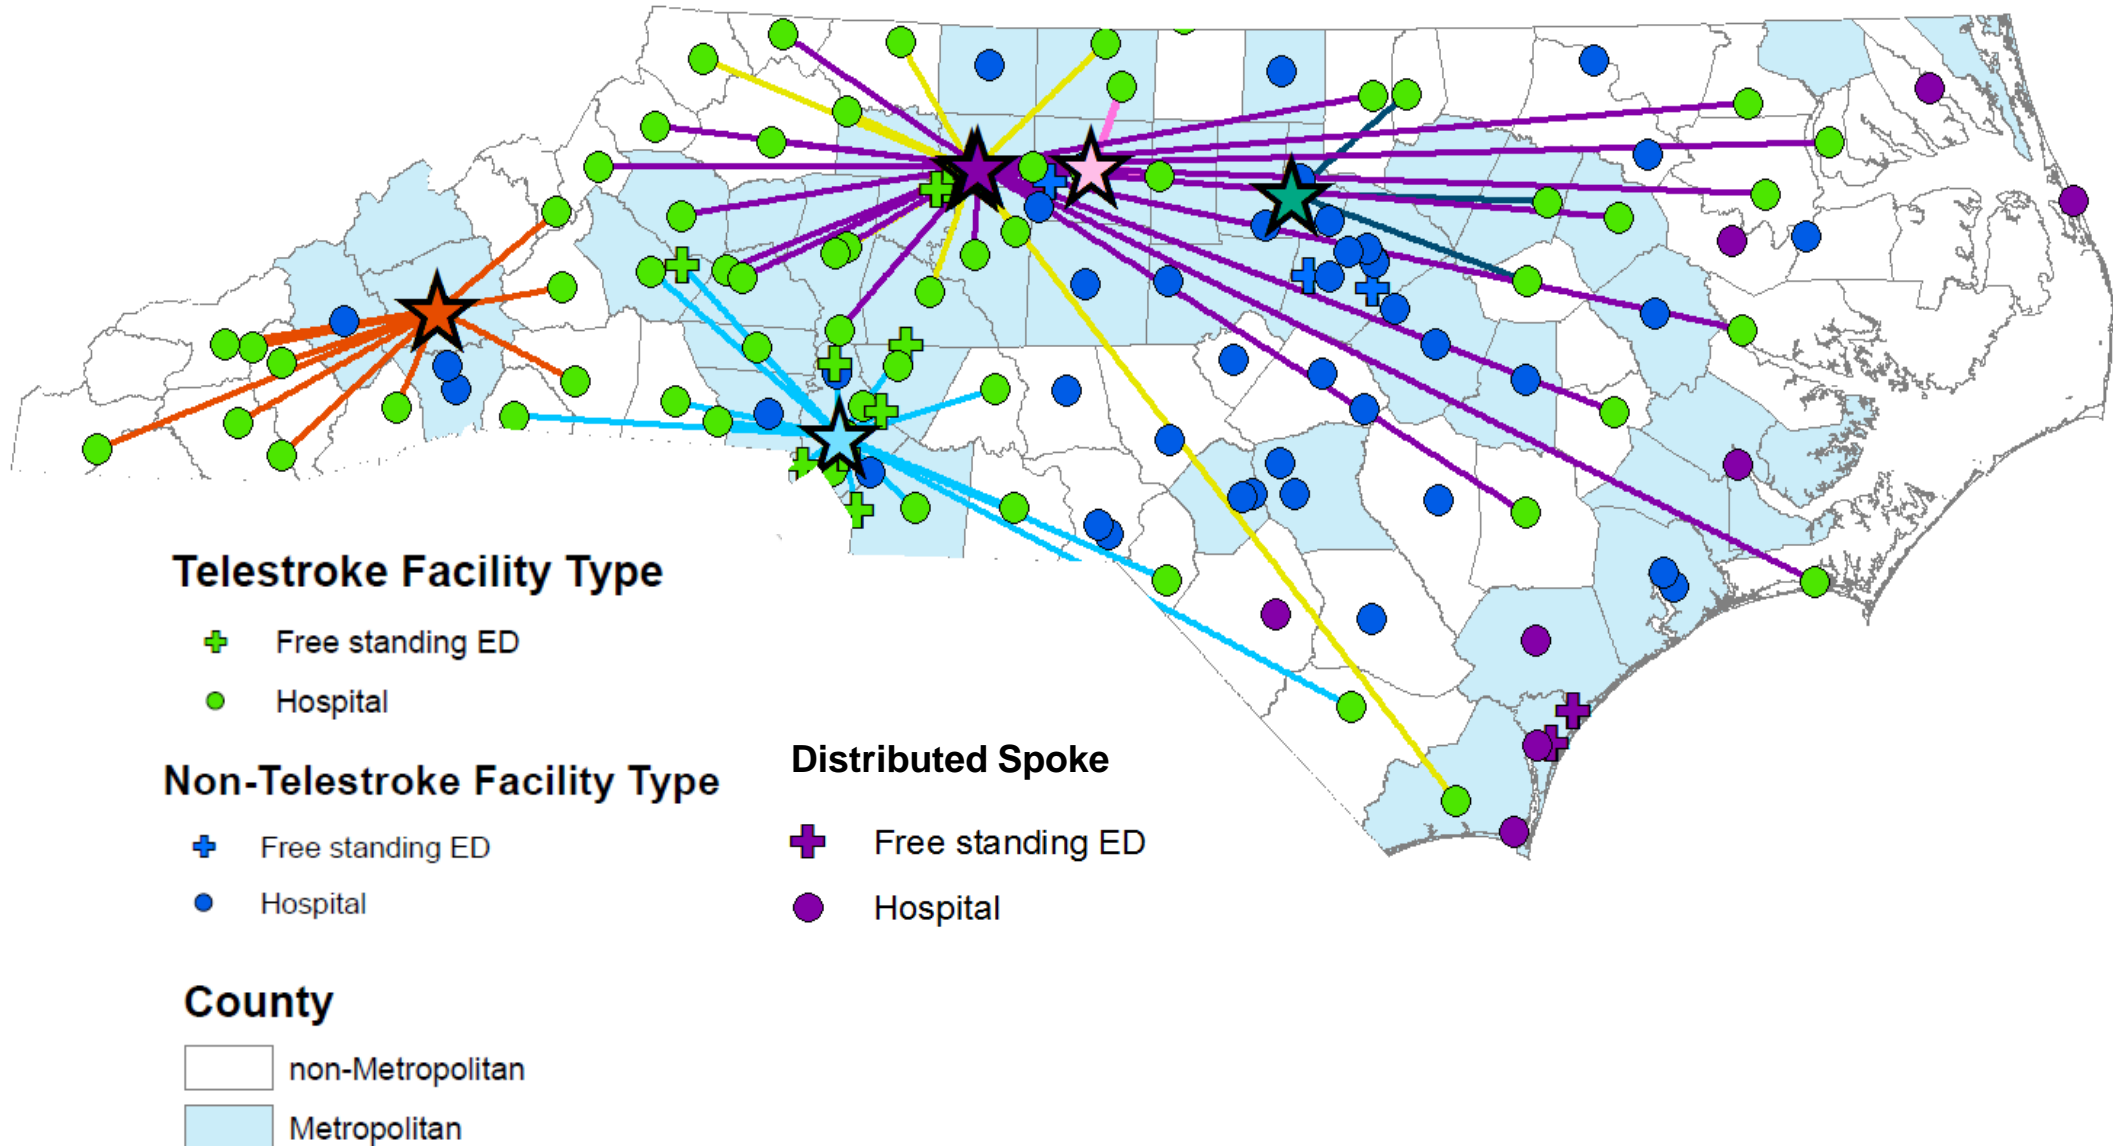 Telestroke Facility Type
Free standing ED
Hospital
Non-Telestroke Facility Type
Free standing ED
Hospital
Distributed Spoke
Free standing ED
Hospital
County
non-Metropolitan
Metropolitan